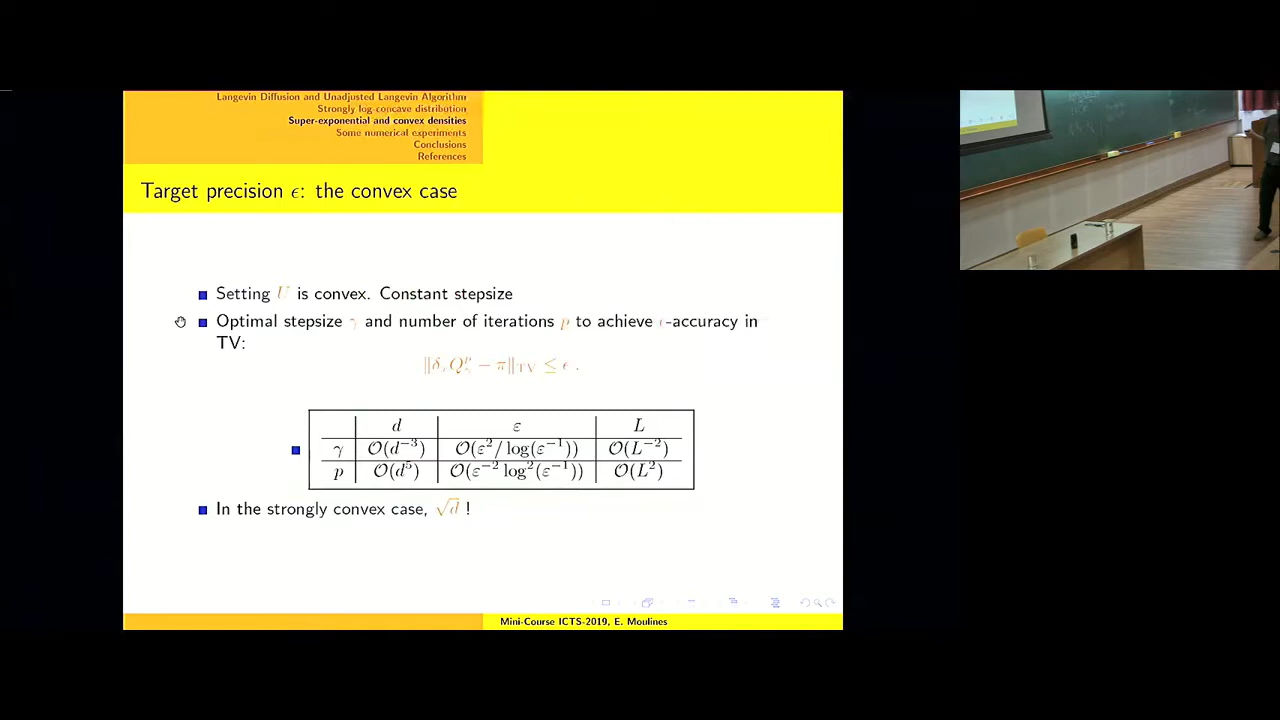 Langevin Diffusion and Unadjusted Langevin Algorithm
Strongly log-concave distribution
Super-exponential and convex densities
Some numerical experiments
Conclusions
References
Target precision ϵ: the convex case
Setting U is convex. Constant stepsize
Optimal stepsize γ and number of iterations p to achieve ϵ-accuracy in
TV:
‖δₓQᵧᵖ − π‖TV ≤ ϵ .
d ε L
γ O(d⁻³) O(ε²/ log(ε⁻¹)) O(L⁻²)
p O(d⁵) O(ε⁻² log²(ε⁻¹)) O(L²)
In the strongly convex case, √d !
Mini-Course ICTS-2019, E. Moulines